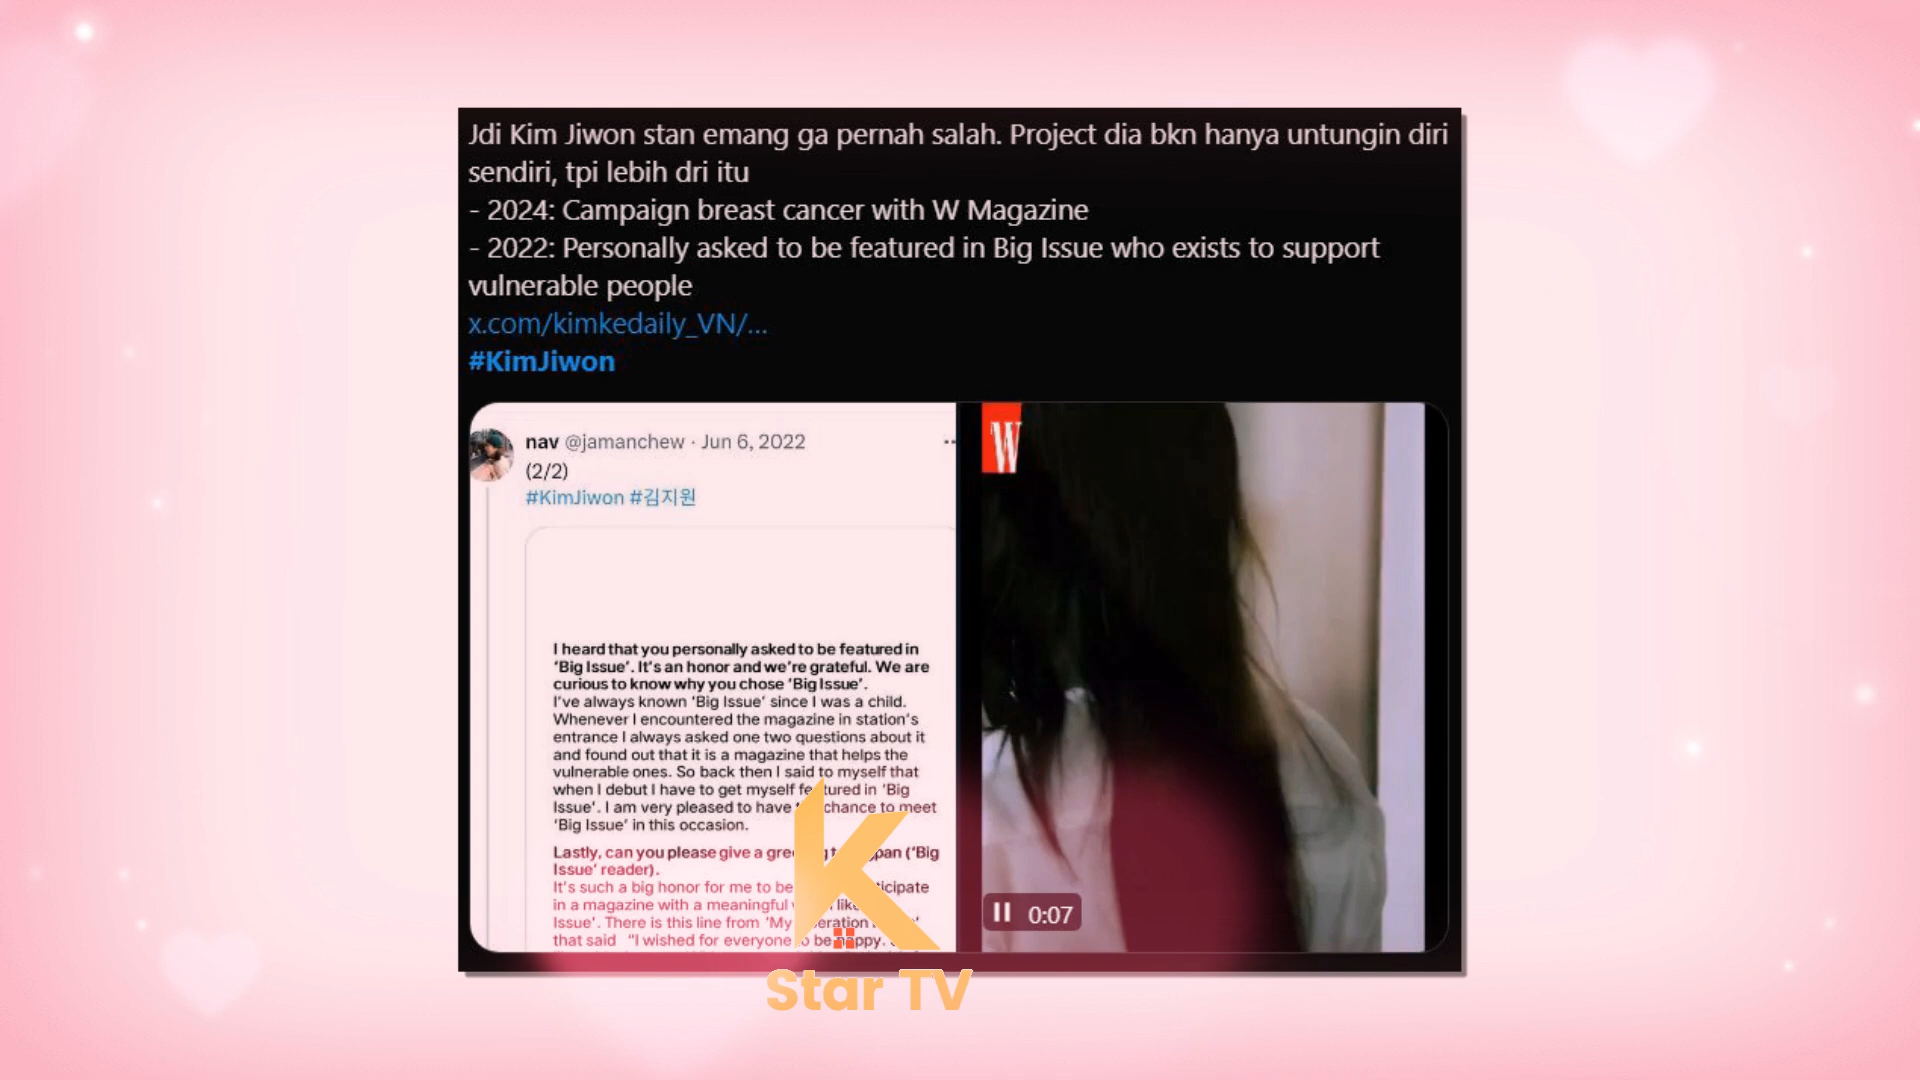 Jdi Kim Jiwon stan emang ga pernah salah. Project dia bkn hanya untungin diri
sendiri, tpi lebih dri itu
- 2024: Campaign breast cancer with W Magazine
- 2022: Personally asked to be featured in Big Issue who exists to support
vulnerable people
x.com/kimkedaily_VN/...
#KimJiwon
nav @jamanchew · Jun 6, 2022
(2/2)
#KimJiwon #김지원
I heard that you personally asked to be featured in
'Big Issue'. It's an honor and we're grateful. We are
curious to know why you chose 'Big Issue'.
I've always known 'Big Issue' since I was a child.
Whenever I encountered the magazine in station's
entrance I always asked one two questions about it
and found out that it is a magazine that helps the
vulnerable ones. So back then I said to myself that
when I debut I have to get myself featured in 'Big
Issue'. I am very pleased to have chance to meet
'Big Issue' in this occasion.
Lastly, can you please give a ('Big
Issue' reader).
It's such a big honor for me to be
in a magazine with a meaningful
Issue'. There is this line from 'My
that said "I wished for everyone be happy.
W
0:07
K
Star TV